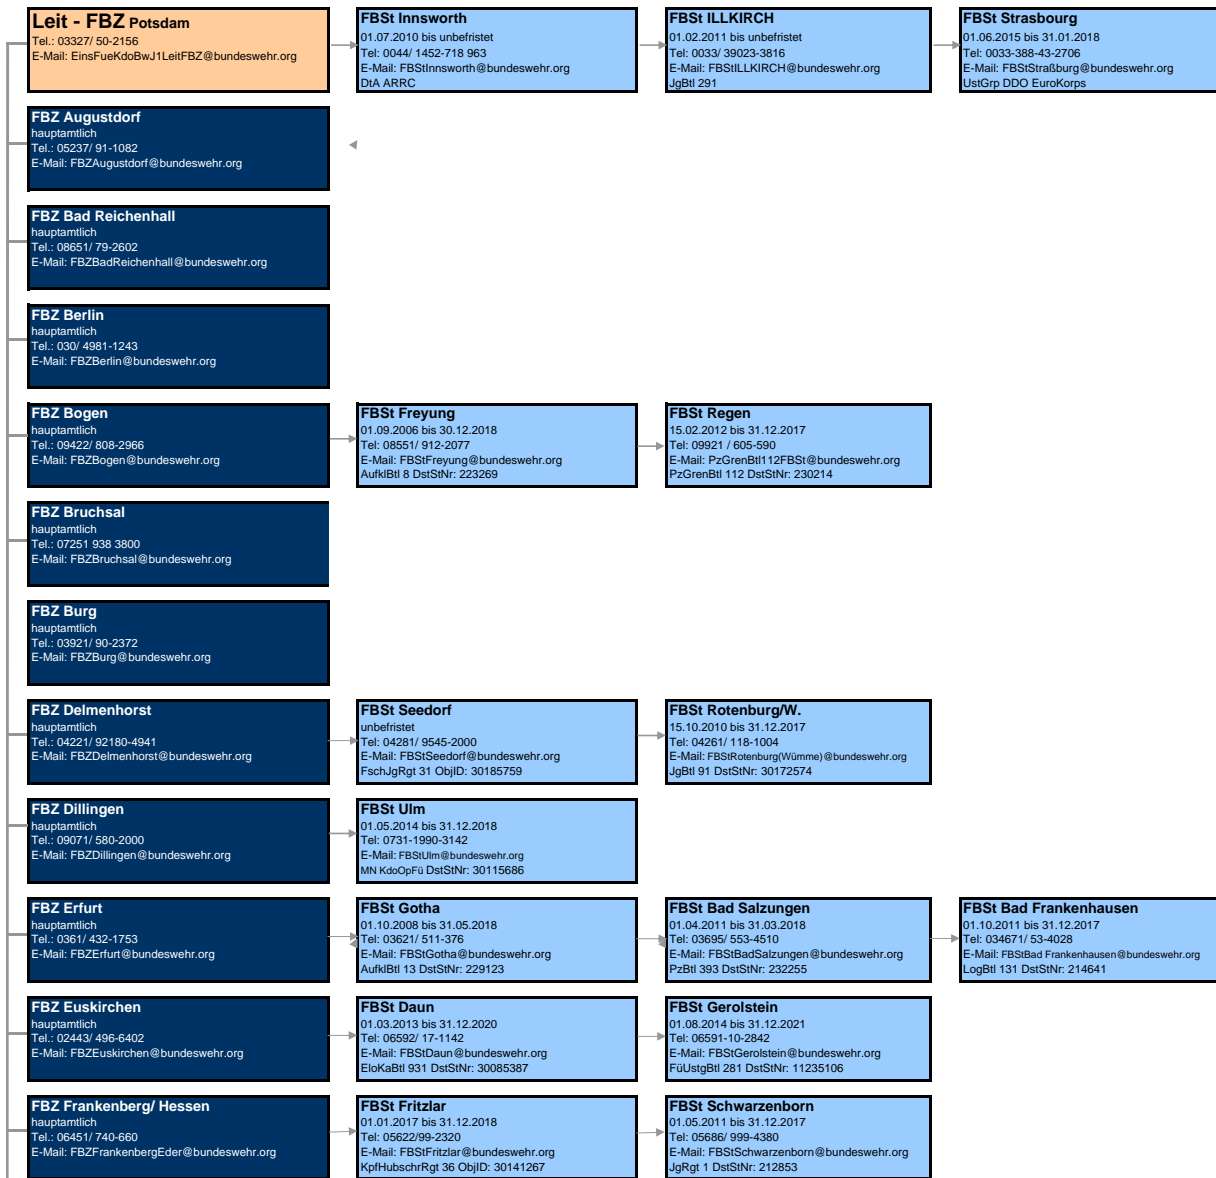 Leit - FBZ Potsdam
Tel.: 03327/ 50-2156
E-Mail: EinsFueKdoBwJ1LeitFBZ@bundeswehr.org
FBSt Innsworth
01.07.2010 bis unbefristet
Tel: 0044/ 1452-718 963
E-Mail: FBStInnsworth@bundeswehr.org
DtA ARRC
FBSt ILLKIRCH
01.02.2011 bis unbefristet
Tel: 0033/ 39023-3816
E-Mail: FBStILLKIRCH@bundeswehr.org
JgBtl 291
FBSt Strasbourg
01.06.2015 bis 31.01.2018
Tel: 0033-388-43-2706
E-Mail: FBStStraßburg@bundeswehr.org
UstGrp DDO EuroKorps
FBZ Augustdorf
hauptamtlich
Tel.: 05237/ 91-1082
E-Mail: FBZAugustdorf@bundeswehr.org
FBZ Bad Reichenhall
hauptamtlich
Tel.: 08651/ 79-2602
E-Mail: FBZBadReichenhall@bundeswehr.org
FBZ Berlin
hauptamtlich
Tel.: 030/ 4981-1243
E-Mail: FBZBerlin@bundeswehr.org
FBZ Bogen
hauptamtlich
Tel.: 09422/ 808-2966
E-Mail: FBZBogen@bundeswehr.org
FBSt Freyung
01.09.2006 bis 30.12.2018
Tel: 08551/ 912-2077
E-Mail: FBStFreyung@bundeswehr.org
AufklBtl 8 DstStNr: 223269
FBSt Regen
15.02.2012 bis 31.12.2017
Tel: 09921 / 605-590
E-Mail: PzGrenBtl112FBSt@bundeswehr.org
PzGrenBtl 112 DstStNr: 230214
FBZ Bruchsal
hauptamtlich
Tel.: 07251 938 3800
E-Mail: FBZBruchsal@bundeswehr.org
FBZ Burg
hauptamtlich
Tel.: 03921/ 90-2372
E-Mail: FBZBurg@bundeswehr.org
FBZ Delmenhorst
hauptamtlich
Tel.: 04221/ 92180-4941
E-Mail: FBZDelmenhorst@bundeswehr.org
FBSt Seedorf
unbefristet
Tel: 04281/ 9545-2000
E-Mail: FBStSeedorf@bundeswehr.org
FschJgRgt 31 ObjID: 30185759
FBSt Rotenburg/W.
15.10.2010 bis 31.12.2017
Tel: 04261/ 118-1004
E-Mail: FBStRotenburg(Wümme)@bundeswehr.org
JgBtl 91 DstStNr: 30172574
FBZ Dillingen
hauptamtlich
Tel.: 09071/ 580-2000
E-Mail: FBZDillingen@bundeswehr.org
FBSt Ulm
01.05.2014 bis 31.12.2018
Tel: 0731-1990-3142
E-Mail: FBStUlm@bundeswehr.org
MN KdoOpFü DstStNr: 30115686
FBZ Erfurt
hauptamtlich
Tel.: 0361/ 432-1753
E-Mail: FBZErfurt@bundeswehr.org
FBSt Gotha
01.10.2008 bis 31.05.2018
Tel: 03621/ 511-376
E-Mail: FBStGotha@bundeswehr.org
AufklBtl 13 DstStNr: 229123
FBSt Bad Salzungen
01.04.2011 bis 31.03.2018
Tel: 03695/ 553-4510
E-Mail: FBStBadSalzungen@bundeswehr.org
PzBtl 393 DstStNr: 232255
FBSt Bad Frankenhausen
01.10.2011 bis 31.12.2017
Tel: 034671/ 53-4028
E-Mail: FBStBad Frankenhausen@bundeswehr.org
LogBtl 131 DstStNr: 214641
FBZ Euskirchen
hauptamtlich
Tel.: 02443/ 496-6402
E-Mail: FBZEuskirchen@bundeswehr.org
FBSt Daun
01.03.2013 bis 31.12.2020
Tel: 06592/ 17-1142
E-Mail: FBStDaun@bundeswehr.org
EloKaBtl 931 DstStNr: 30085387
FBSt Gerolstein
01.08.2014 bis 31.12.2021
Tel: 06591-10-2842
E-Mail: FBStGerolstein@bundeswehr.org
FüUstgBtl 281 DstStNr: 11235106
FBZ Frankenberg/ Hessen
hauptamtlich
Tel.: 06451/ 740-660
E-Mail: FBZFrankenbergEder@bundeswehr.org
FBSt Fritzlar
01.01.2017 bis 31.12.2018
Tel: 05622/99-2320
E-Mail: FBStFritzlar@bundeswehr.org
KpfHubschrRgt 36 ObjID: 30141267
FBSt Schwarzenborn
01.05.2011 bis 31.12.2017
Tel: 05686/ 999-4380
E-Mail: FBStSchwarzenborn@bundeswehr.org
JgRgt 1 DstStNr: 212853